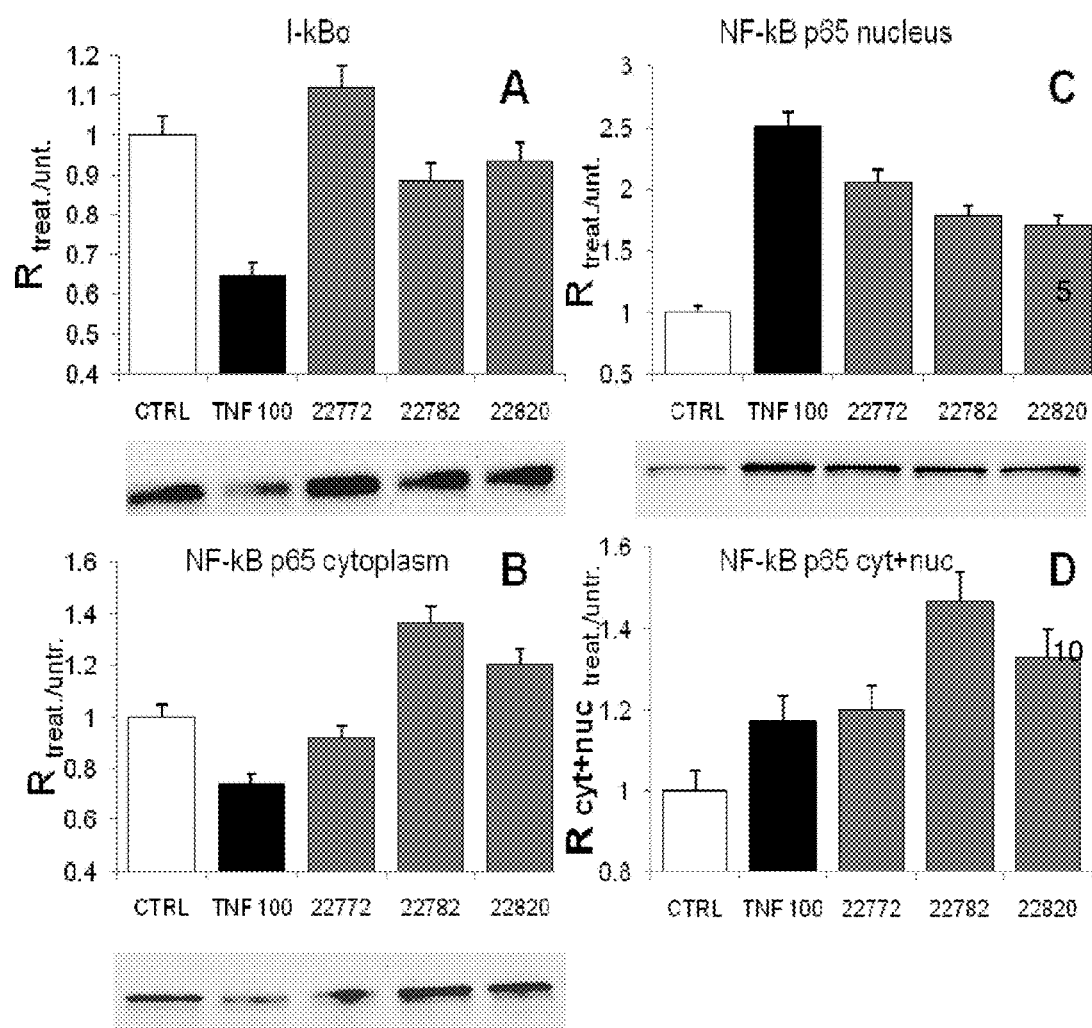 I-kBα
A
1.2
1.1
1
0.9
0.8
0.7
0.6
0.5
0.4
R treat./unt.
CTRL TNF 100 22772 22782 22820
NF-kB p65 nucleus
C
3
2.5
2
1.5
1
0.5
R treat./unt.
5
CTRL TNF 100 22772 22782 22820
NF-kB p65 cytoplasm
B
1.6
1.4
1.2
1
0.8
0.6
0.4
R treat./untr.
CTRL TNF 100 22772 22782 22820
NF-kB p65 cyt+nuc
D
1.6
1.4
1.2
1
0.8
R cyt+nuc treat./untr.
10
CTRL TNF 100 22772 22782 22820